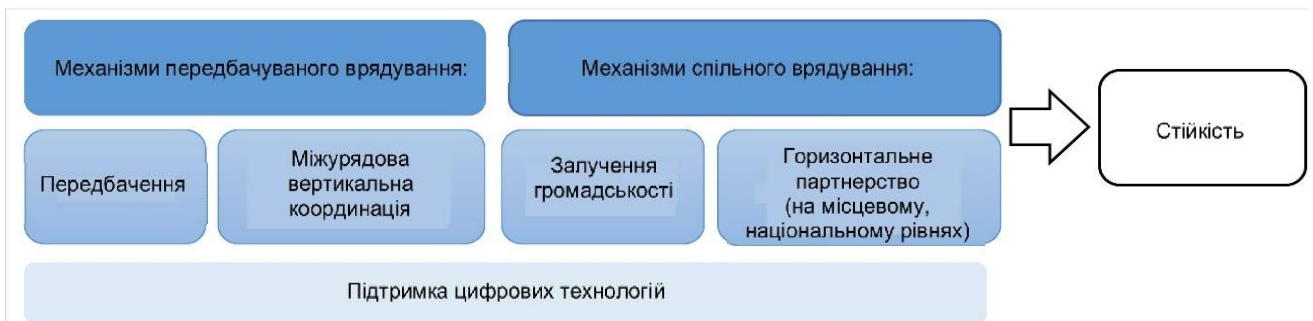 Механізми передбачуваного врядування:
Механізми спільного врядування:
Передбачення
Міжурядова
вертикальна
координація
Залучення
громадськості
Горизонтальне
партнерство
(на місцевому,
національному рівнях)
Стійкість
Підтримка цифрових технологій